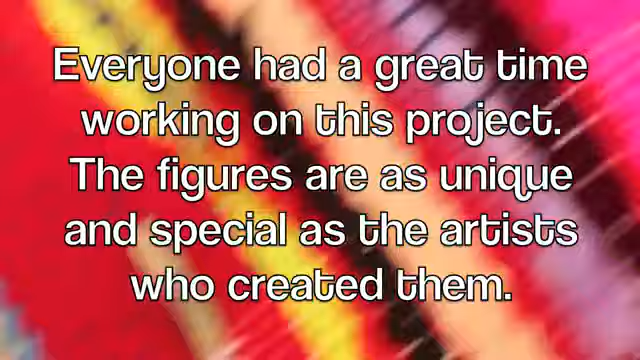 Everyone had a great time
working on this project.
The figures are as unique
and special as the artists
who created them.